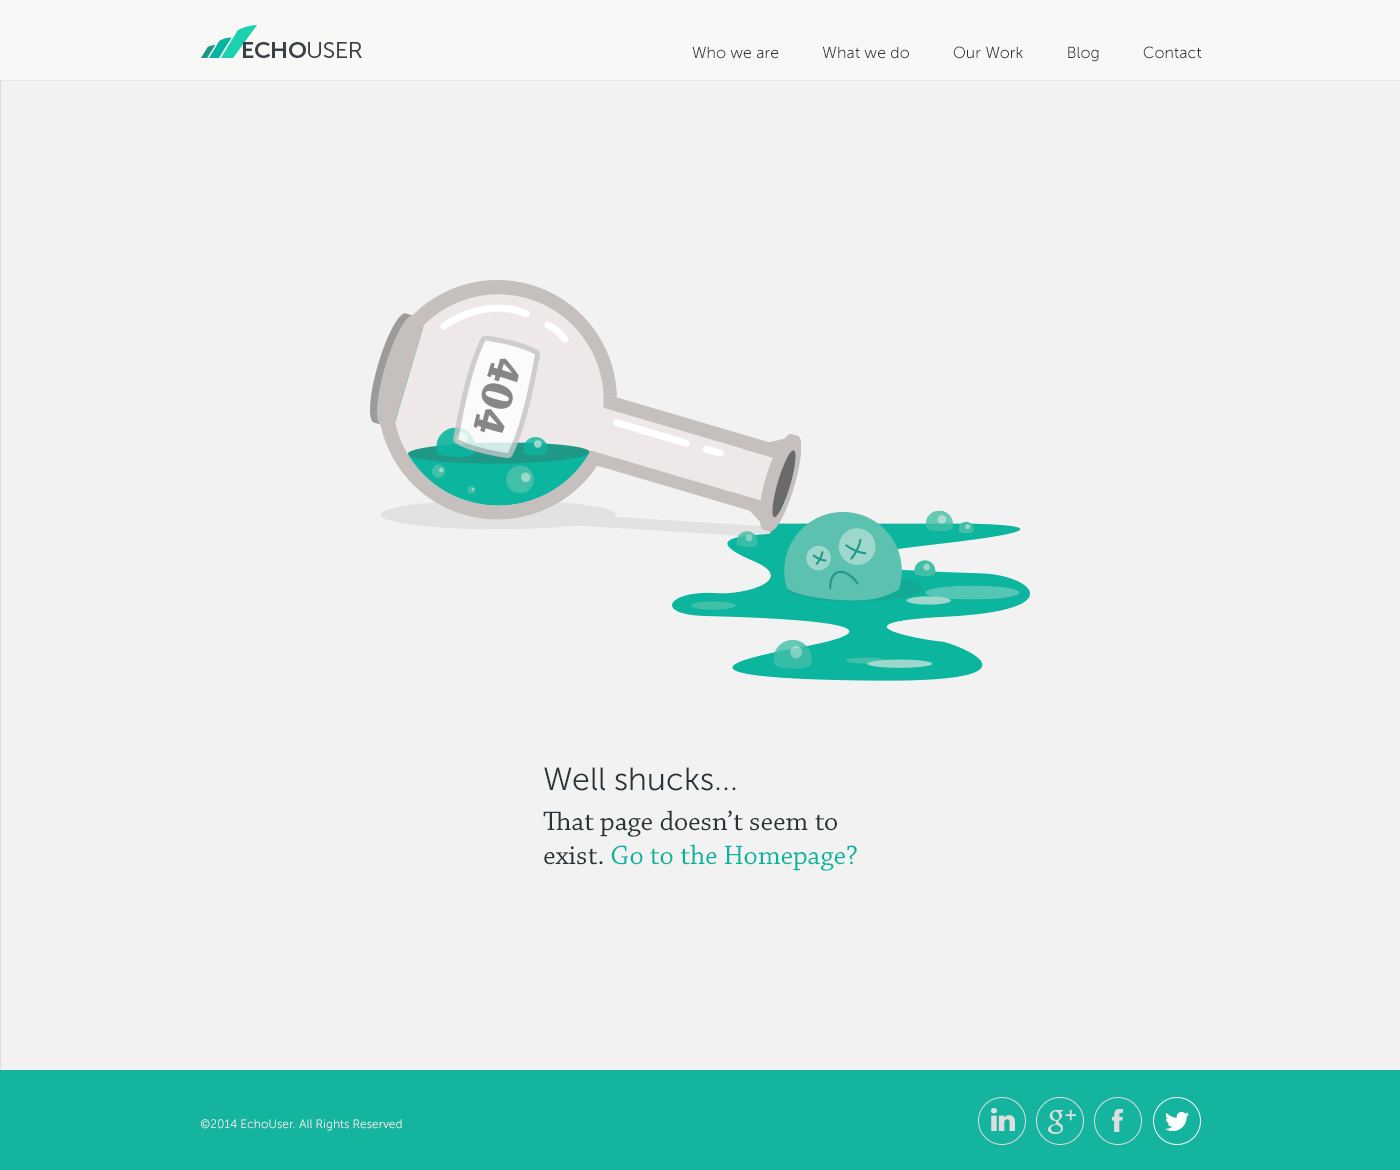 ECHOUSER
Who we are What we do Our Work Blog Contact
404
Well shucks...
That page doesn’t seem to
exist. Go to the Homepage?
©2014 EchoUser. All Rights Reserved
in g+ f